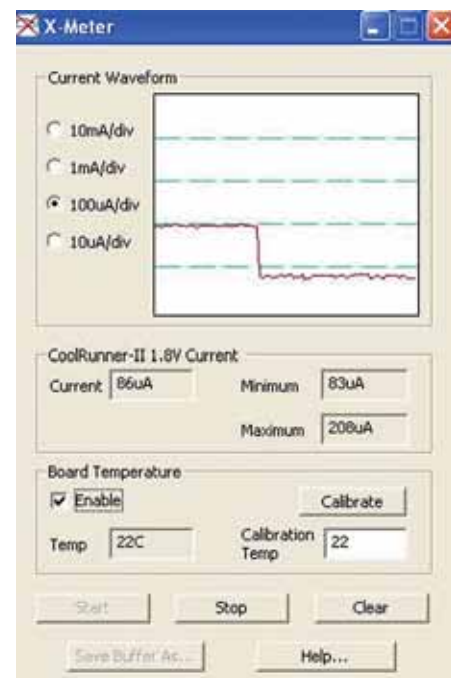 X-Meter
Current Waveform
10mA/div
1mA/div
100uA/div
10uA/div
CoolRunner-II 1.8V Current
Current 86uA Minimum 83uA
Maximum 208uA
Board Temperature
Enable Calibrate
Temp 22C Calibration Temp 22
Start Stop Clear
Save Buffer As... Help...